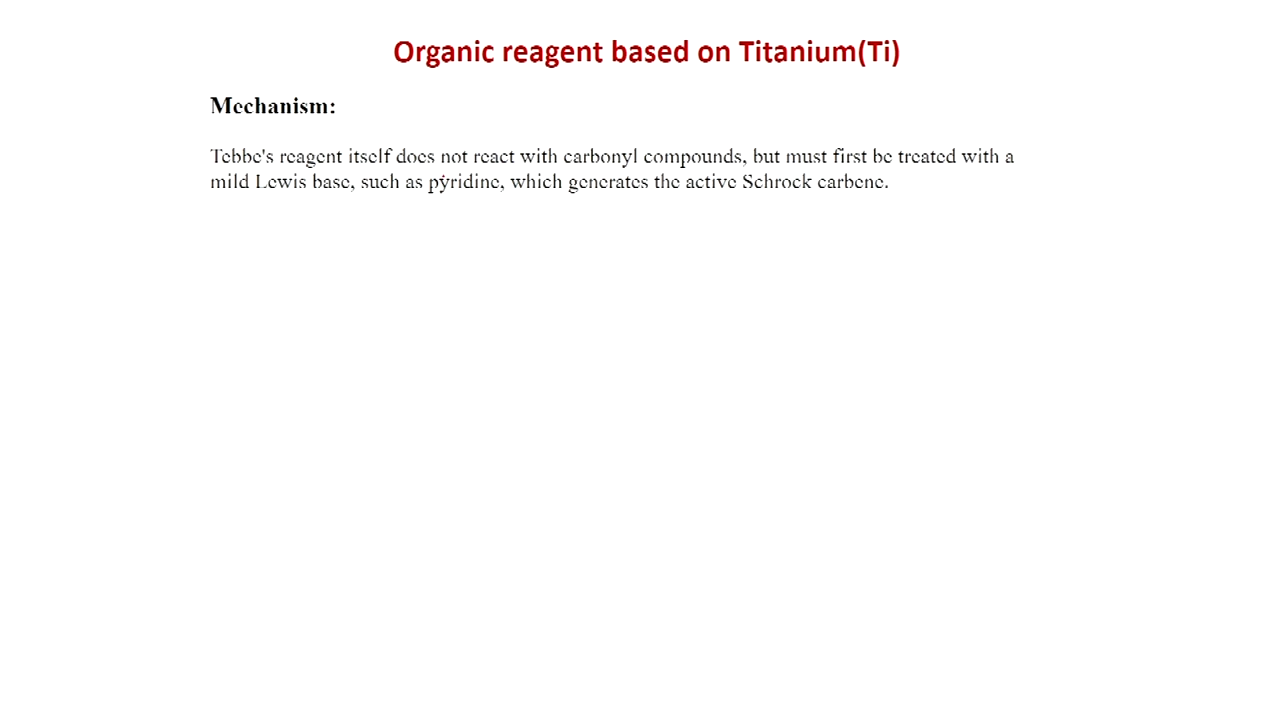 Organic reagent based on Titanium(Ti)
Mechanism:
Tebbe's reagent itself does not react with carbonyl compounds, but must first be treated with a
mild Lewis base, such as pyridine, which generates the active Schrock carbene.